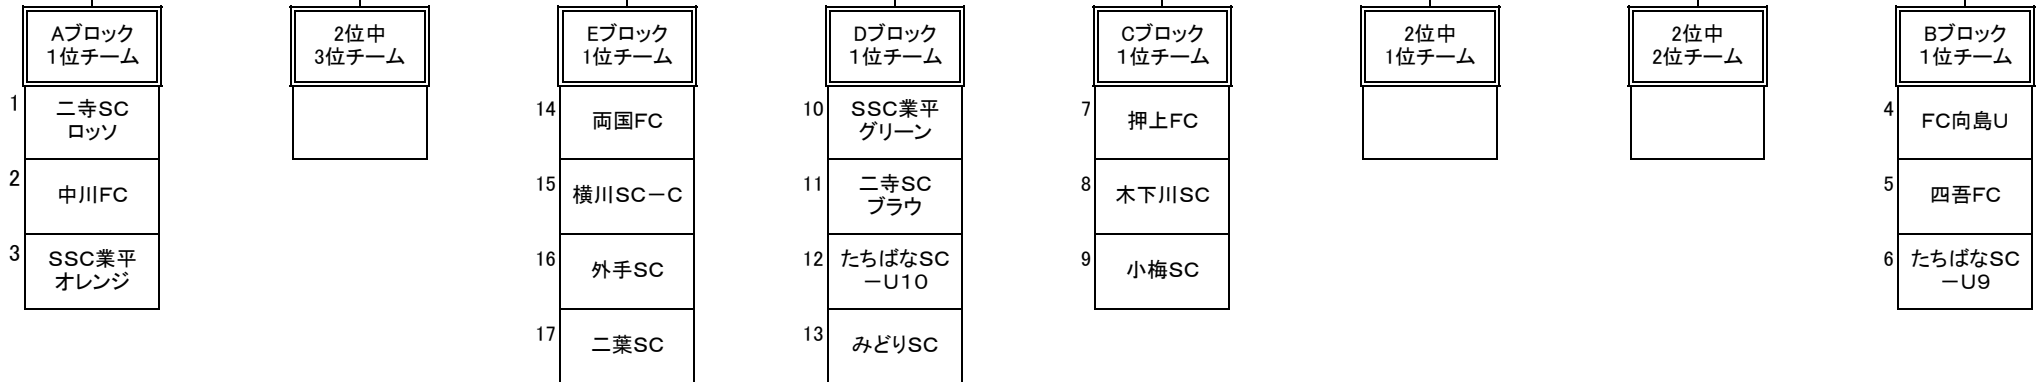 Aブロック
1位チーム
2位中
3位チーム
Eブロック
1位チーム
Dブロック
1位チーム
Cブロック
1位チーム
2位中
1位チーム
2位中
2位チーム
Bブロック
1位チーム
1
二寺SC
ロッソ
14
両国FC
10
SSC業平
グリーン
7
押上FC
4
FC向島U
2
中川FC
15
横川SC－C
11
二寺SC
ブラウ
8
木下川SC
5
四吾FC
3
SSC業平
オレンジ
16
外手SC
12
たちばなSC
－U10
9
小梅SC
6
たちばなSC
－U9
17
二葉SC
13
みどりSC